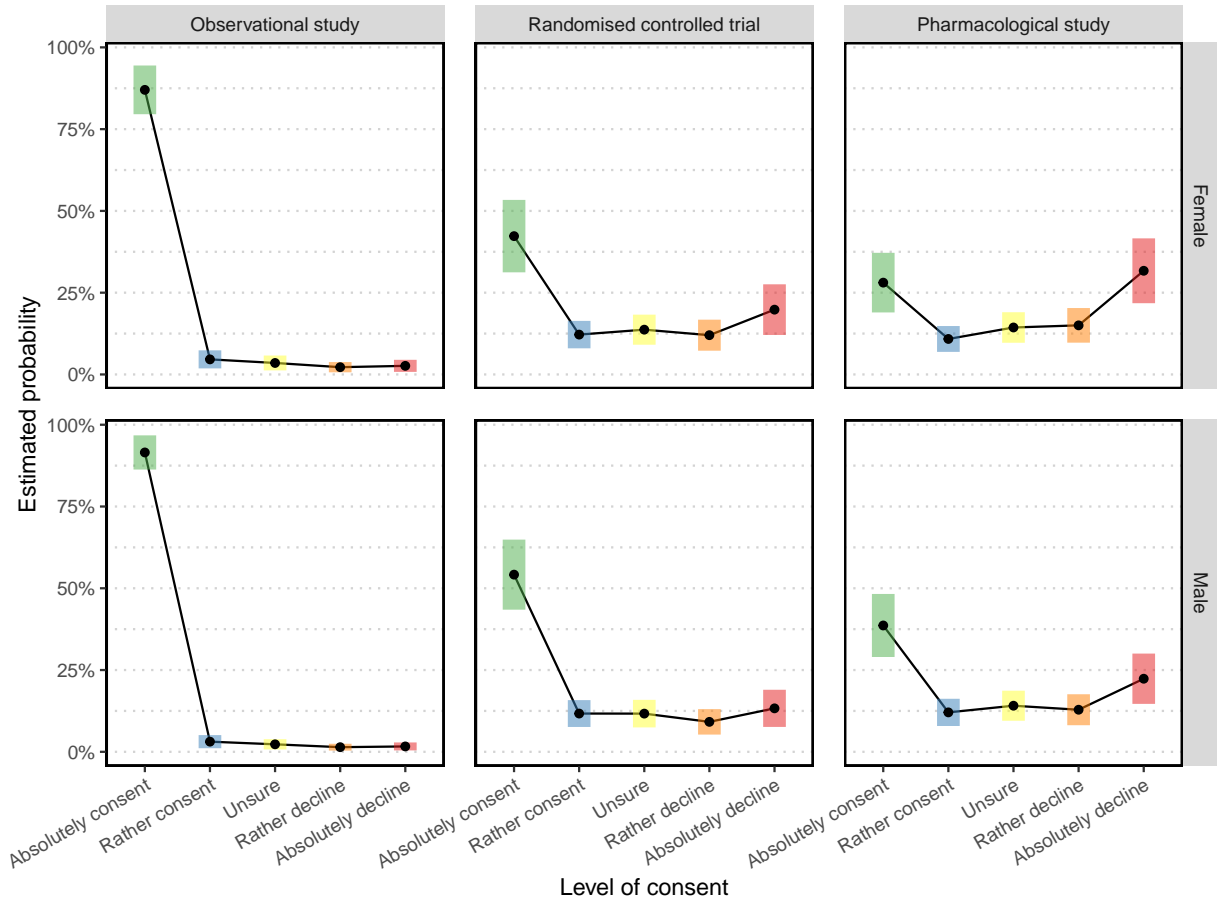 Observational study
Randomised controlled trial
Pharmacological study
100%
75%
50%
25%
0%
Female
100%
75%
50%
25%
0%
Male
Estimated probability
Absolutely consent
Rather consent
Unsure
Rather decline
Absolutely decline
Absolutely consent
Rather consent
Unsure
Rather decline
Absolutely decline
Absolutely consent
Rather consent
Unsure
Rather decline
Absolutely decline
Level of consent